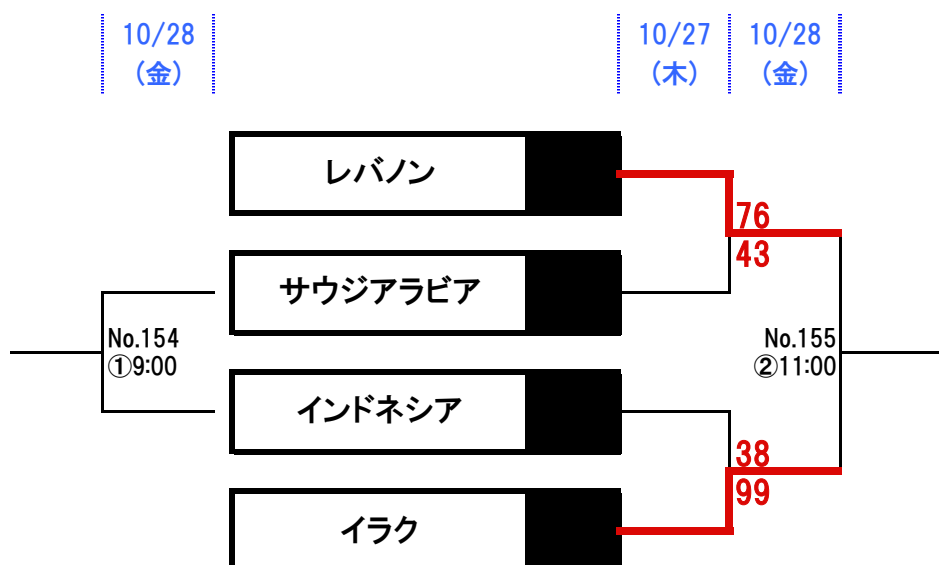 10/28 10/27 10/28
(金) (木) (金)
レバノン
76
43
サウジアラビア
No.154
①9:00
No.155
②11:00
インドネシア
38
99
イラク